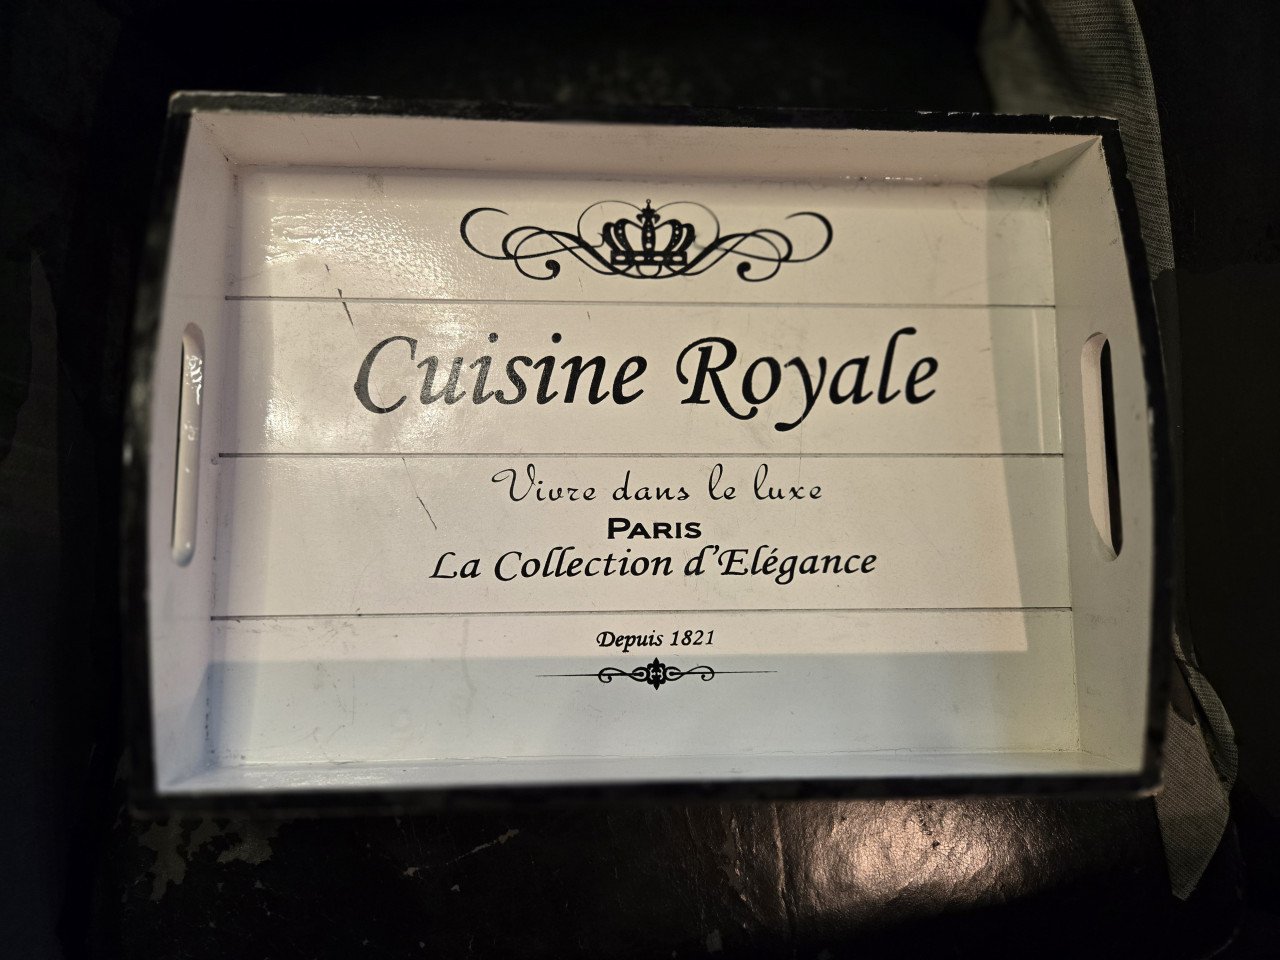 Cuisine Royale
Vivre dans le luxe
PARIS
La Collection d'Elégance
Depuis 1821